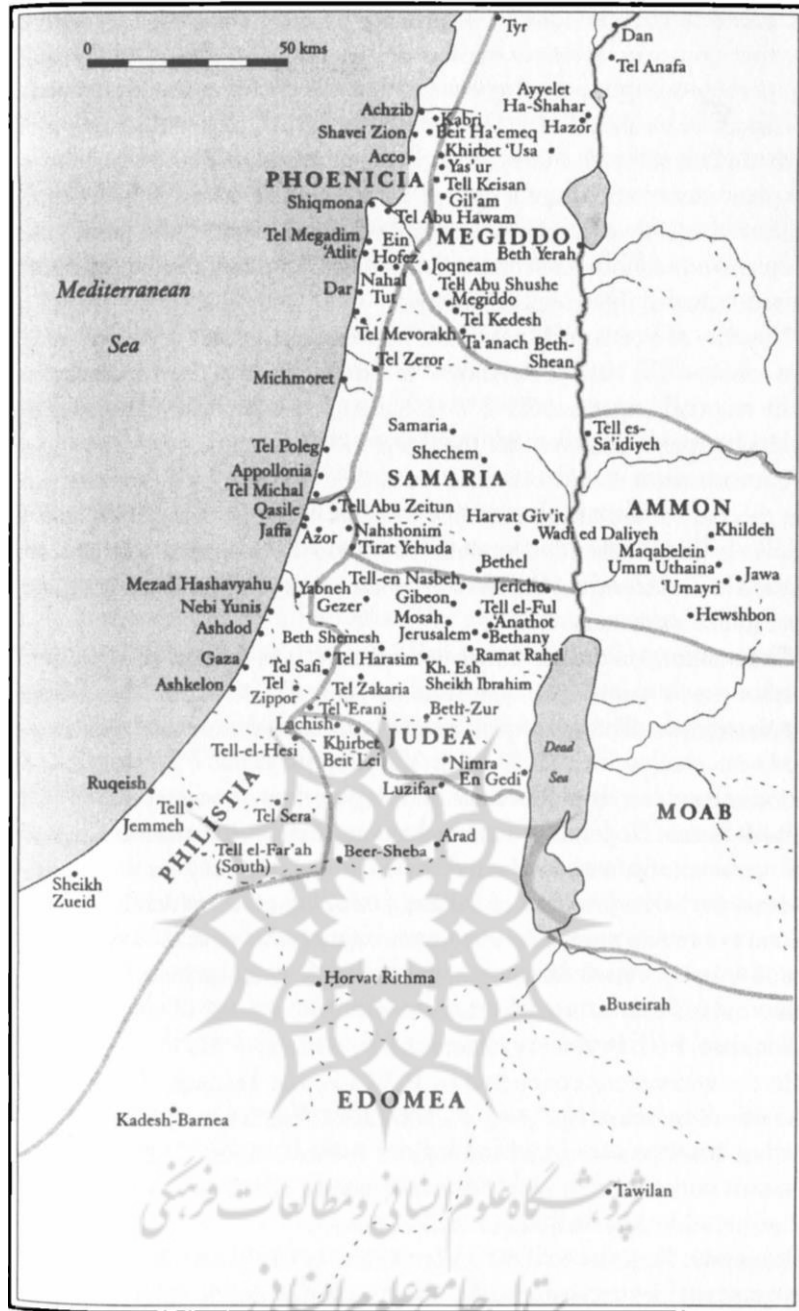 Tyr
0 50 kms
Dan
Tel Anafa
Ayyelet
Ha-Shahar
Hazor
Achzib
Kabri
Shavei Zion
Beit Ha'emeq
Khirbet 'Usa
Acco
Yas'ur
PHOENICIA
Tell Keisan
Gil'am
Shiqmona
Tel Abu Hawam
MEGIDDO
Tel Megadim
'Atlit
Ein
Hofez
Beth Yerah
Joqneam
Nahal
Tut
Tell Abu Shushe
Mediterranean
Sea
Dar
Megiddo
Tel Kedesh
Tel Mevorakh
Ta'anach
Beth-
Shean
Tel Zeror
Michmoret
Samaria
Tell es-
Sa'idiyeh
Shechem
Tel Poleg
Appollonia
SAMARIA
Tel Michal
Qasile
Tell Abu Zeitun
Harvat Giv'it
AMMON
Jaffa
Azor
Nahshonim
Wadi ed Daliyeh
Khildeh
Tirat Yehuda
Maqabelein
Bethel
Umm Uthaina
Mezad Hashavyahu
Yabneh
Tell-en Nasbeh
Jericho
'Umayri
Jawa
Nebi Yunis
Gezer
Gibeon
Tell el-Ful
Hewshbon
Ashdod
Mosah
'Anathot
Jerusalem
Bethany
Beth Shemesh
Ramat Rahel
Gaza
Tel Safi
Tel Harasim
Kh. Esh
Sheikh Ibrahim
Ashkelon
Tel
Zippor
Tel Zakaria
Tel 'Erani
Beth-Zur
Lachish
JUDEA
Tell-el-Hesi
Khirbet
Beit Lei
Dead
Sea
Nimra
En Gedi
Ruqeish
Luzifar
Tell
Jemmeh
Tel Sera'
MOAB
PHILISTIA
Arad
Tell el-Far'ah
(South)
Beer-Sheba
Sheikh
Zueid
Horvat Rithma
Buseirah
EDOMEA
Kadesh-Barnea
Tawilan
پژوهشگاه علوم انسانی و مطالعات فرهنگی
پرتال جامع علوم انسانی